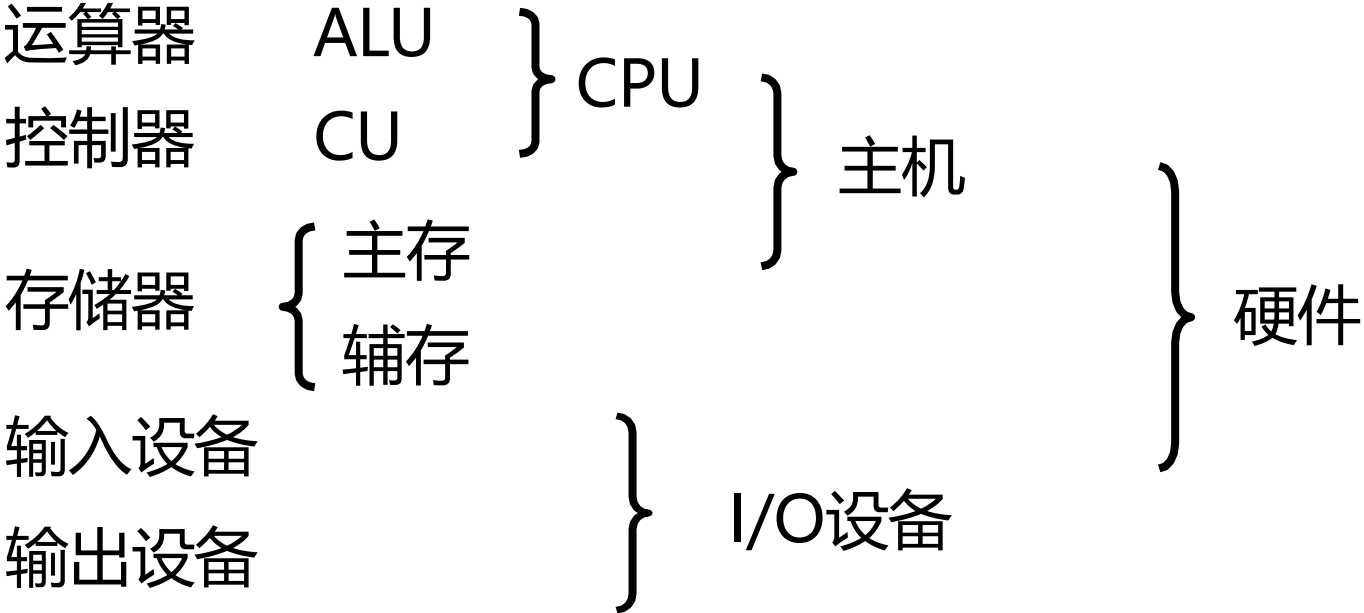 运算器 ALU
CPU
控制器 CU
主机
主存
存储器
硬件
辅存
输入设备
I/O设备
输出设备